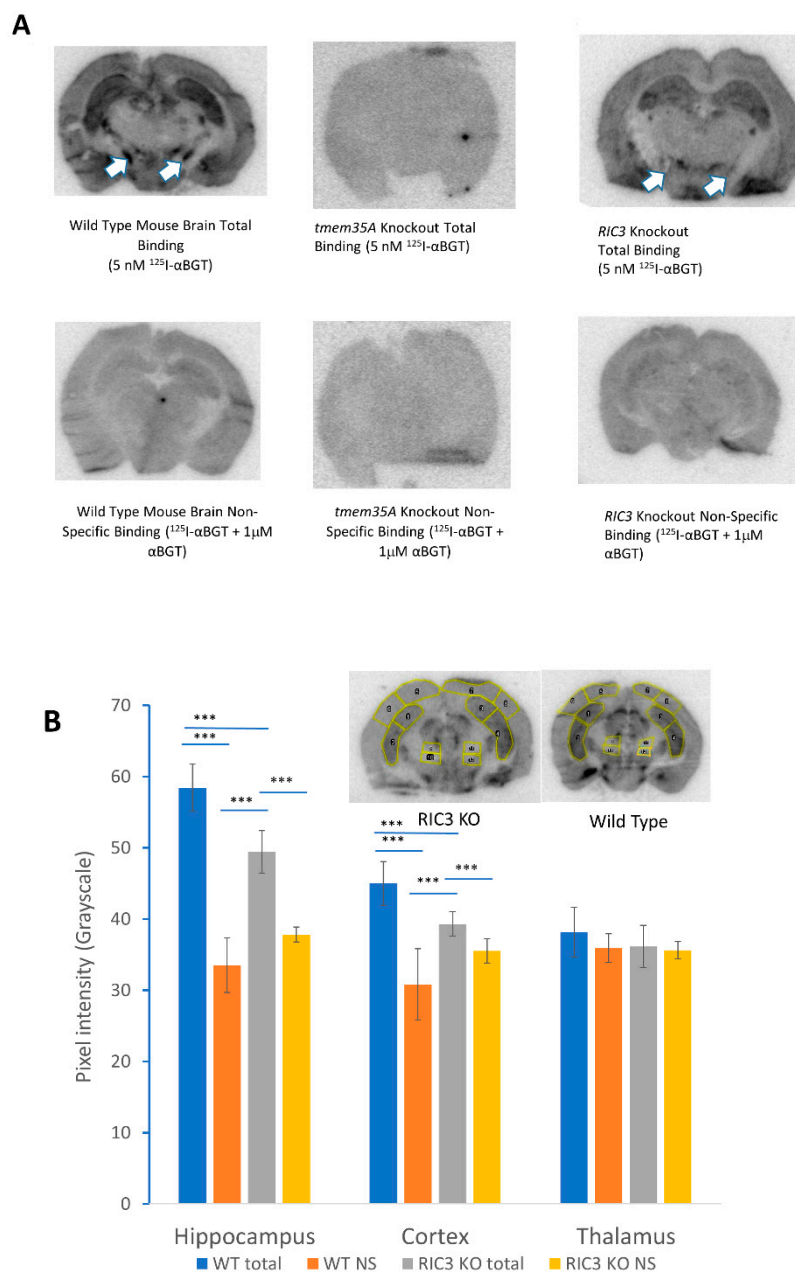 A
Wild Type Mouse Brain Total
Binding
(5 nM ¹²⁵I-αBGT)
tmem35A Knockout Total
Binding (5 nM ¹²⁵I-αBGT)
RIC3 Knockout
Total Binding
(5 nM ¹²⁵I-αBGT)
Wild Type Mouse Brain Non-
Specific Binding (¹²⁵I-αBGT + 1μM
αBGT)
tmem35A Knockout Non-
Specific Binding (¹²⁵I-αBGT +
1μM αBGT)
RIC3 Knockout Non-Specific
Binding (¹²⁵I-αBGT + 1μM
αBGT)
B
RIC3 KO
Wild Type
Pixel intensity (Grayscale)
70
60
50
40
30
20
10
0
***
***
***
***
***
***
***
***
Hippocampus
Cortex
Thalamus
WT total
WT NS
RIC3 KO total
RIC3 KO NS